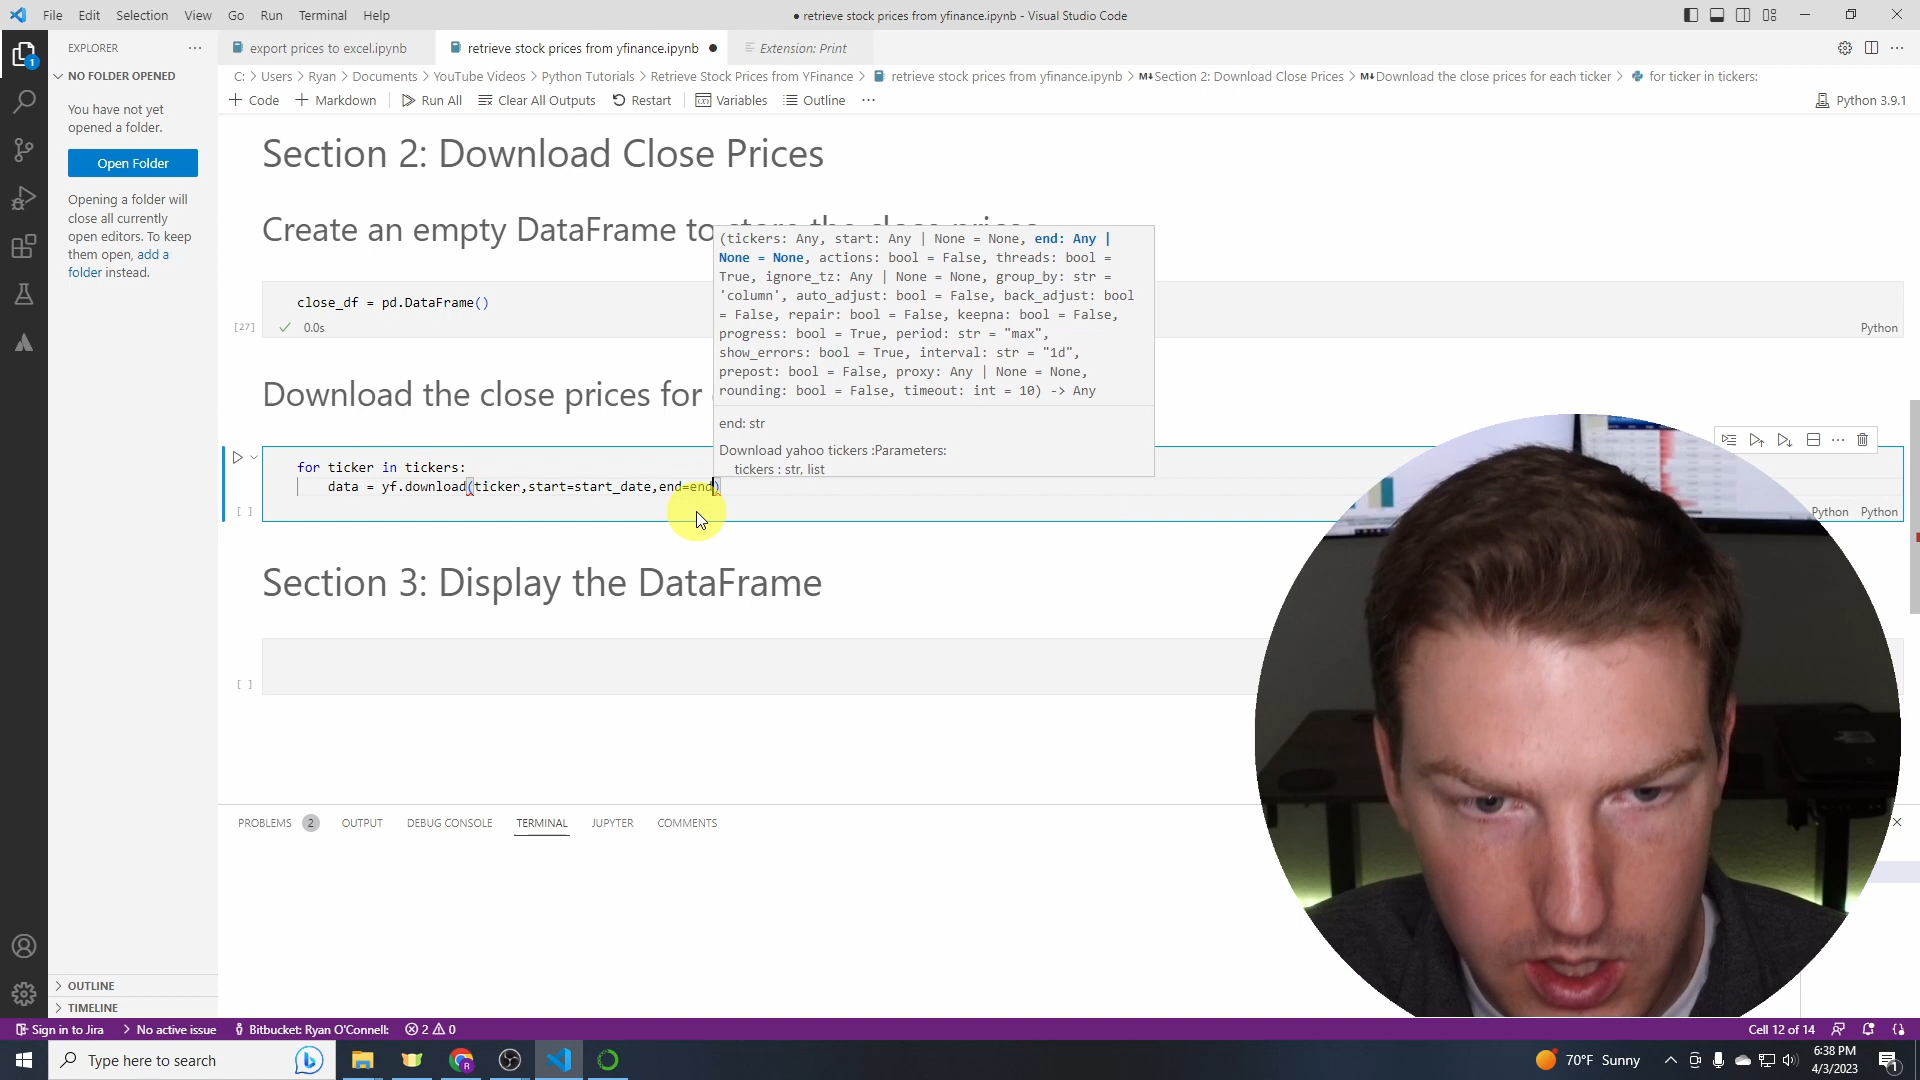 File Edit Selection View Go Run Terminal Help
● retrieve stock prices from yfinance.ipynb - Visual Studio Code
EXPLORER
export prices to excel.ipynb
retrieve stock prices from yfinance.ipynb
Extension: Print
C: > Users > Ryan > Documents > YouTube Videos > Python Tutorials > Retrieve Stock Prices from YFinance > retrieve stock prices from yfinance.ipynb > M↓Section 2: Download Close Prices > M↓Download the close prices for each ticker > for ticker in tickers:
+ Code + Markdown Run All Clear All Outputs Restart Variables Outline ...
Python 3.9.1
1
NO FOLDER OPENED
You have not yet
opened a folder.
Open Folder
Opening a folder will
close all currently
open editors. To keep
them open, add a
folder instead.
Section 2: Download Close Prices
Create an empty DataFrame to store the close prices
close_df = pd.DataFrame()
[27]
0.0s
Python
(tickers: Any, start: Any | None = None, end: Any |
None = None, actions: bool = False, threads: bool =
True, ignore_tz: Any | None = None, group_by: str =
'column', auto_adjust: bool = False, back_adjust: bool
= False, repair: bool = False, keepna: bool = False,
progress: bool = True, period: str = "max",
show_errors: bool = True, interval: str = "1d",
prepost: bool = False, proxy: Any | None = None,
rounding: bool = False, timeout: int = 10) -> Any
end: str
Download yahoo tickers :Parameters:
tickers : str, list
Download the close prices for
for ticker in tickers:
data = yf.download(ticker,start=start_date,end=end)
[ ]
Python Python
Section 3: Display the DataFrame
[ ]
PROBLEMS 2 OUTPUT DEBUG CONSOLE TERMINAL JUPYTER COMMENTS
OUTLINE
TIMELINE
Sign in to Jira
No active issue
Bitbucket: Ryan O'Connell:
2 0
Cell 12 of 14
Type here to search
70°F Sunny
6:38 PM
4/3/2023
1